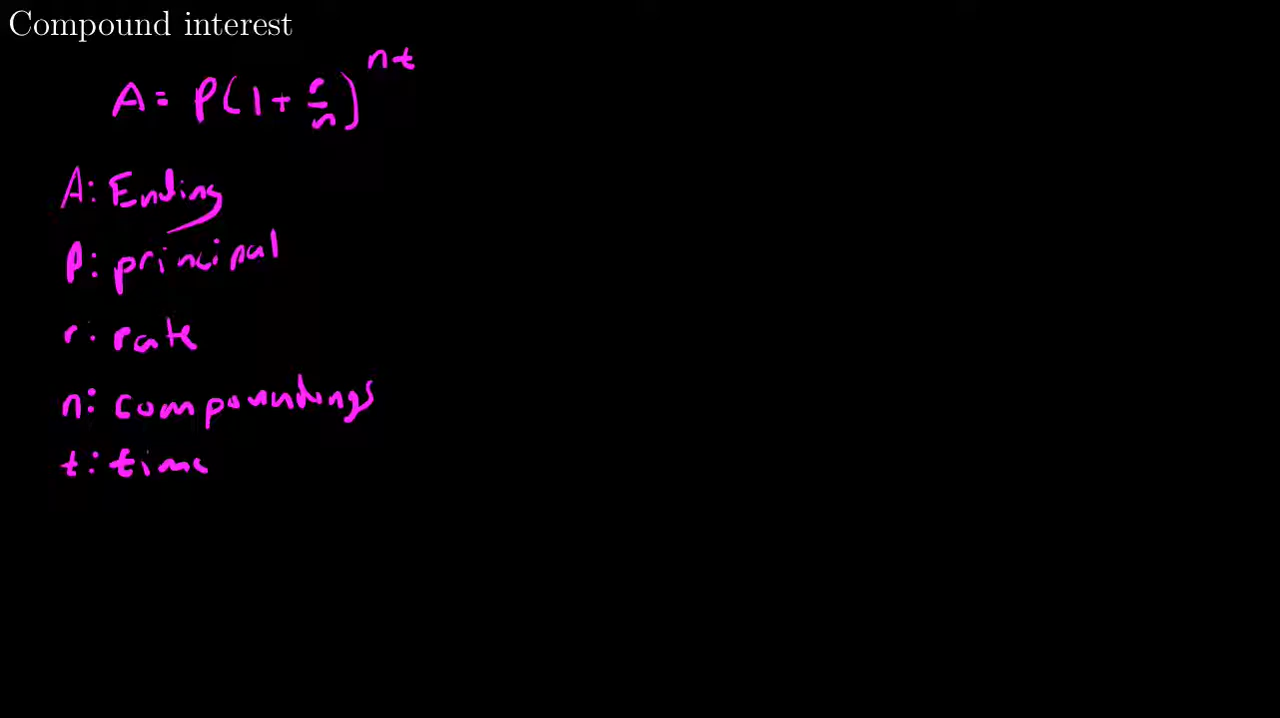 Compound interest
A = P(1 + r/n)^nt
A: Ending
P: principal
r: rate
n: compoundings
t: time